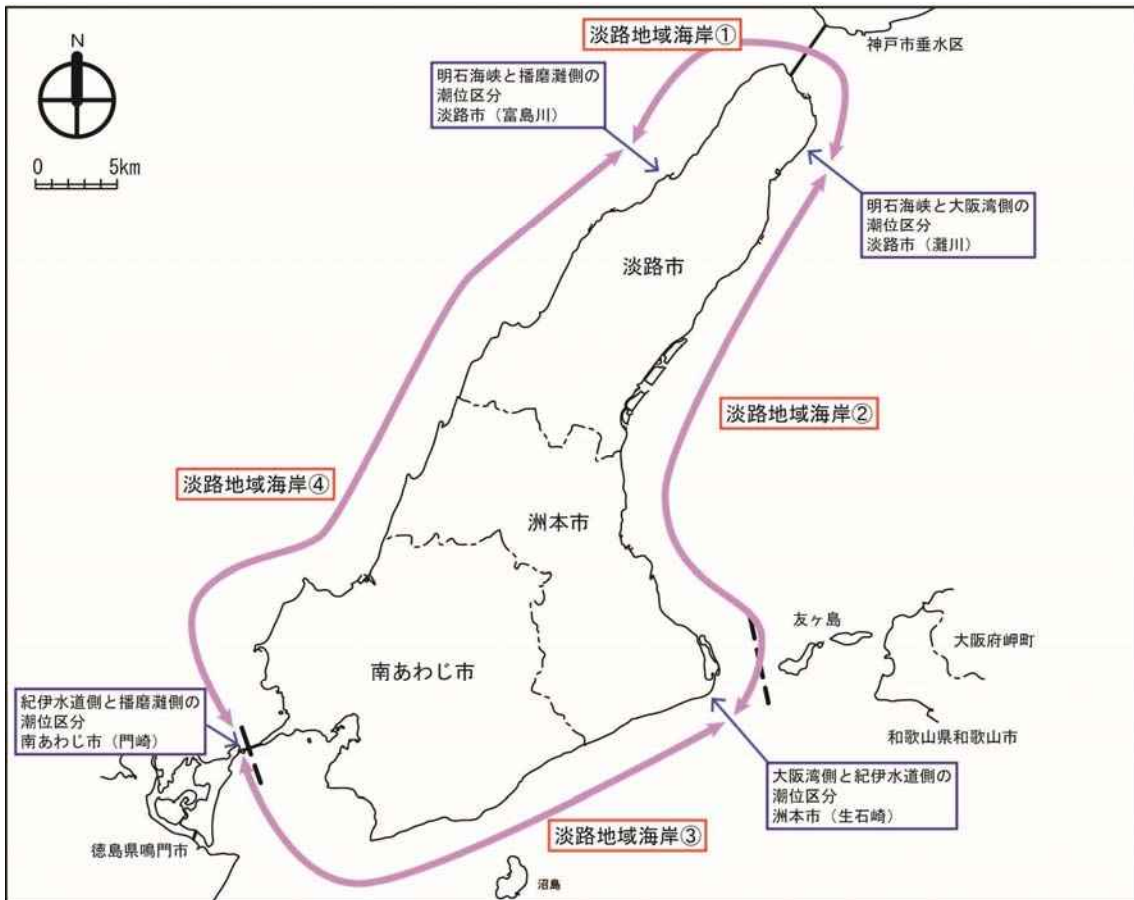 淡路地域海岸①
神戸市垂水区
N
0 5km
明石海峡と播磨灘側の
潮位区分
淡路市（富島川）
明石海峡と大阪湾側の
潮位区分
淡路市（灘川）
淡路市
淡路地域海岸②
淡路地域海岸④
洲本市
友ヶ島
大阪府岬町
南あわじ市
紀伊水道側と播磨灘側の
潮位区分
南あわじ市（門崎）
和歌山県和歌山市
大阪湾側と紀伊水道側の
潮位区分
洲本市（生石崎）
淡路地域海岸③
徳島県鳴門市
沼島